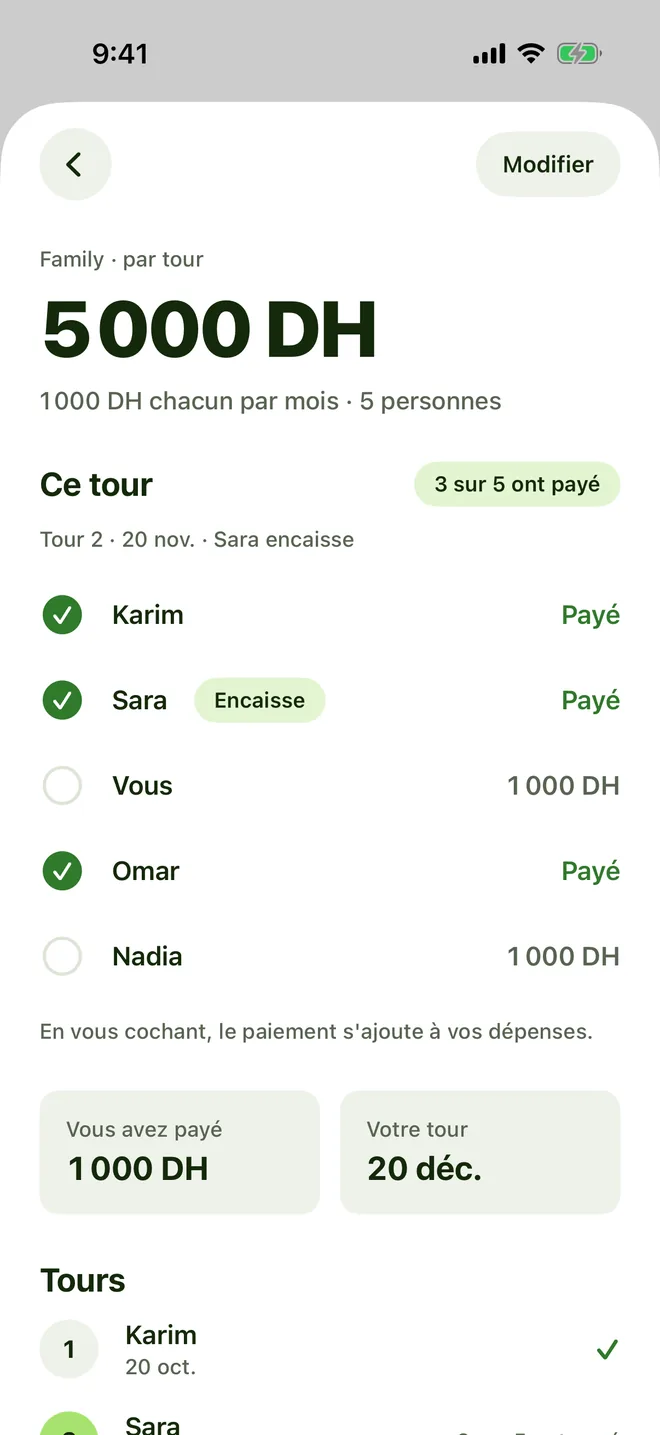 9:41
Modifier
Family · par tour
5 000 DH
1 000 DH chacun par mois · 5 personnes
Ce tour
3 sur 5 ont payé
Tour 2 · 20 nov. · Sara encaisse
Karim
Payé
Sara
Encaisse
Payé
Vous
1 000 DH
Omar
Payé
Nadia
1 000 DH
En vous cochant, le paiement s'ajoute à vos dépenses.
Vous avez payé
1 000 DH
Votre tour
20 déc.
Tours
1
Karim
20 oct.
Sara